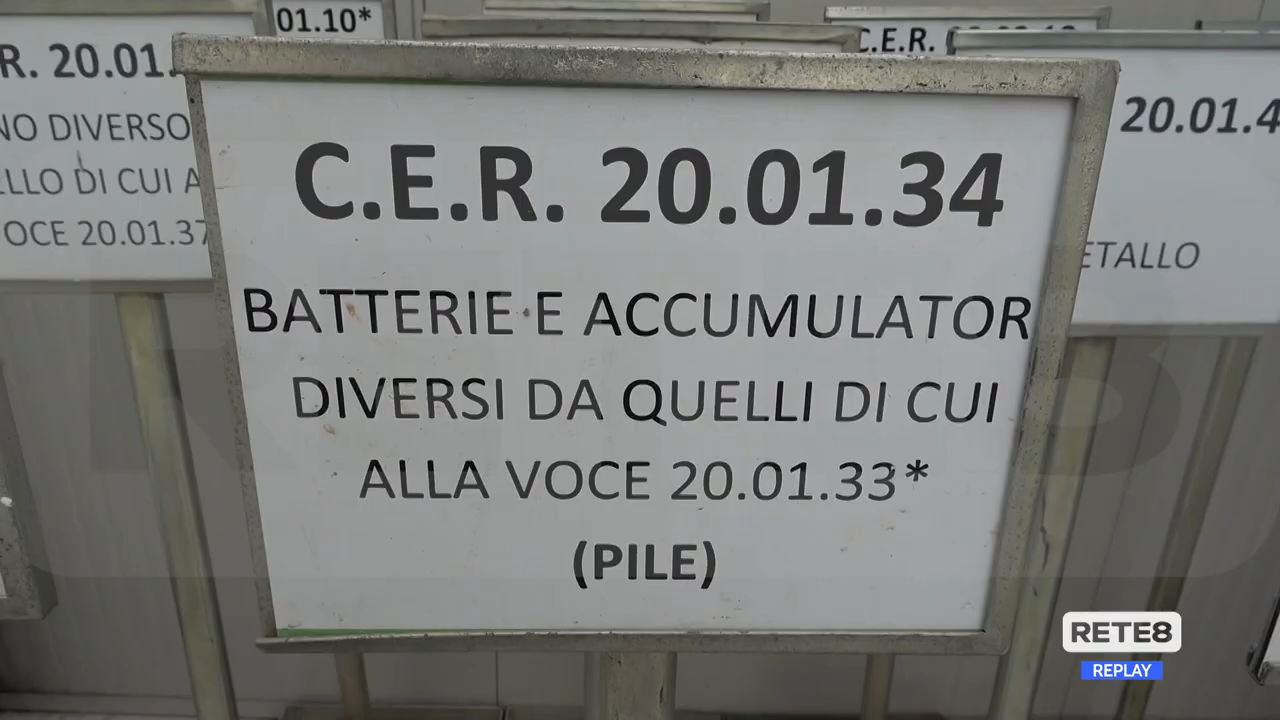 01.10*
C.E.R.
R. 20.01.
NO DIVERSO
ELLO DI CUI A
OCE 20.01.37
C.E.R. 20.01.34
BATTERIE E ACCUMULATOR
DIVERSI DA QUELLI DI CUI
ALLA VOCE 20.01.33*
(PILE)
20.01.4
ETALLO
RETE8
REPLAY